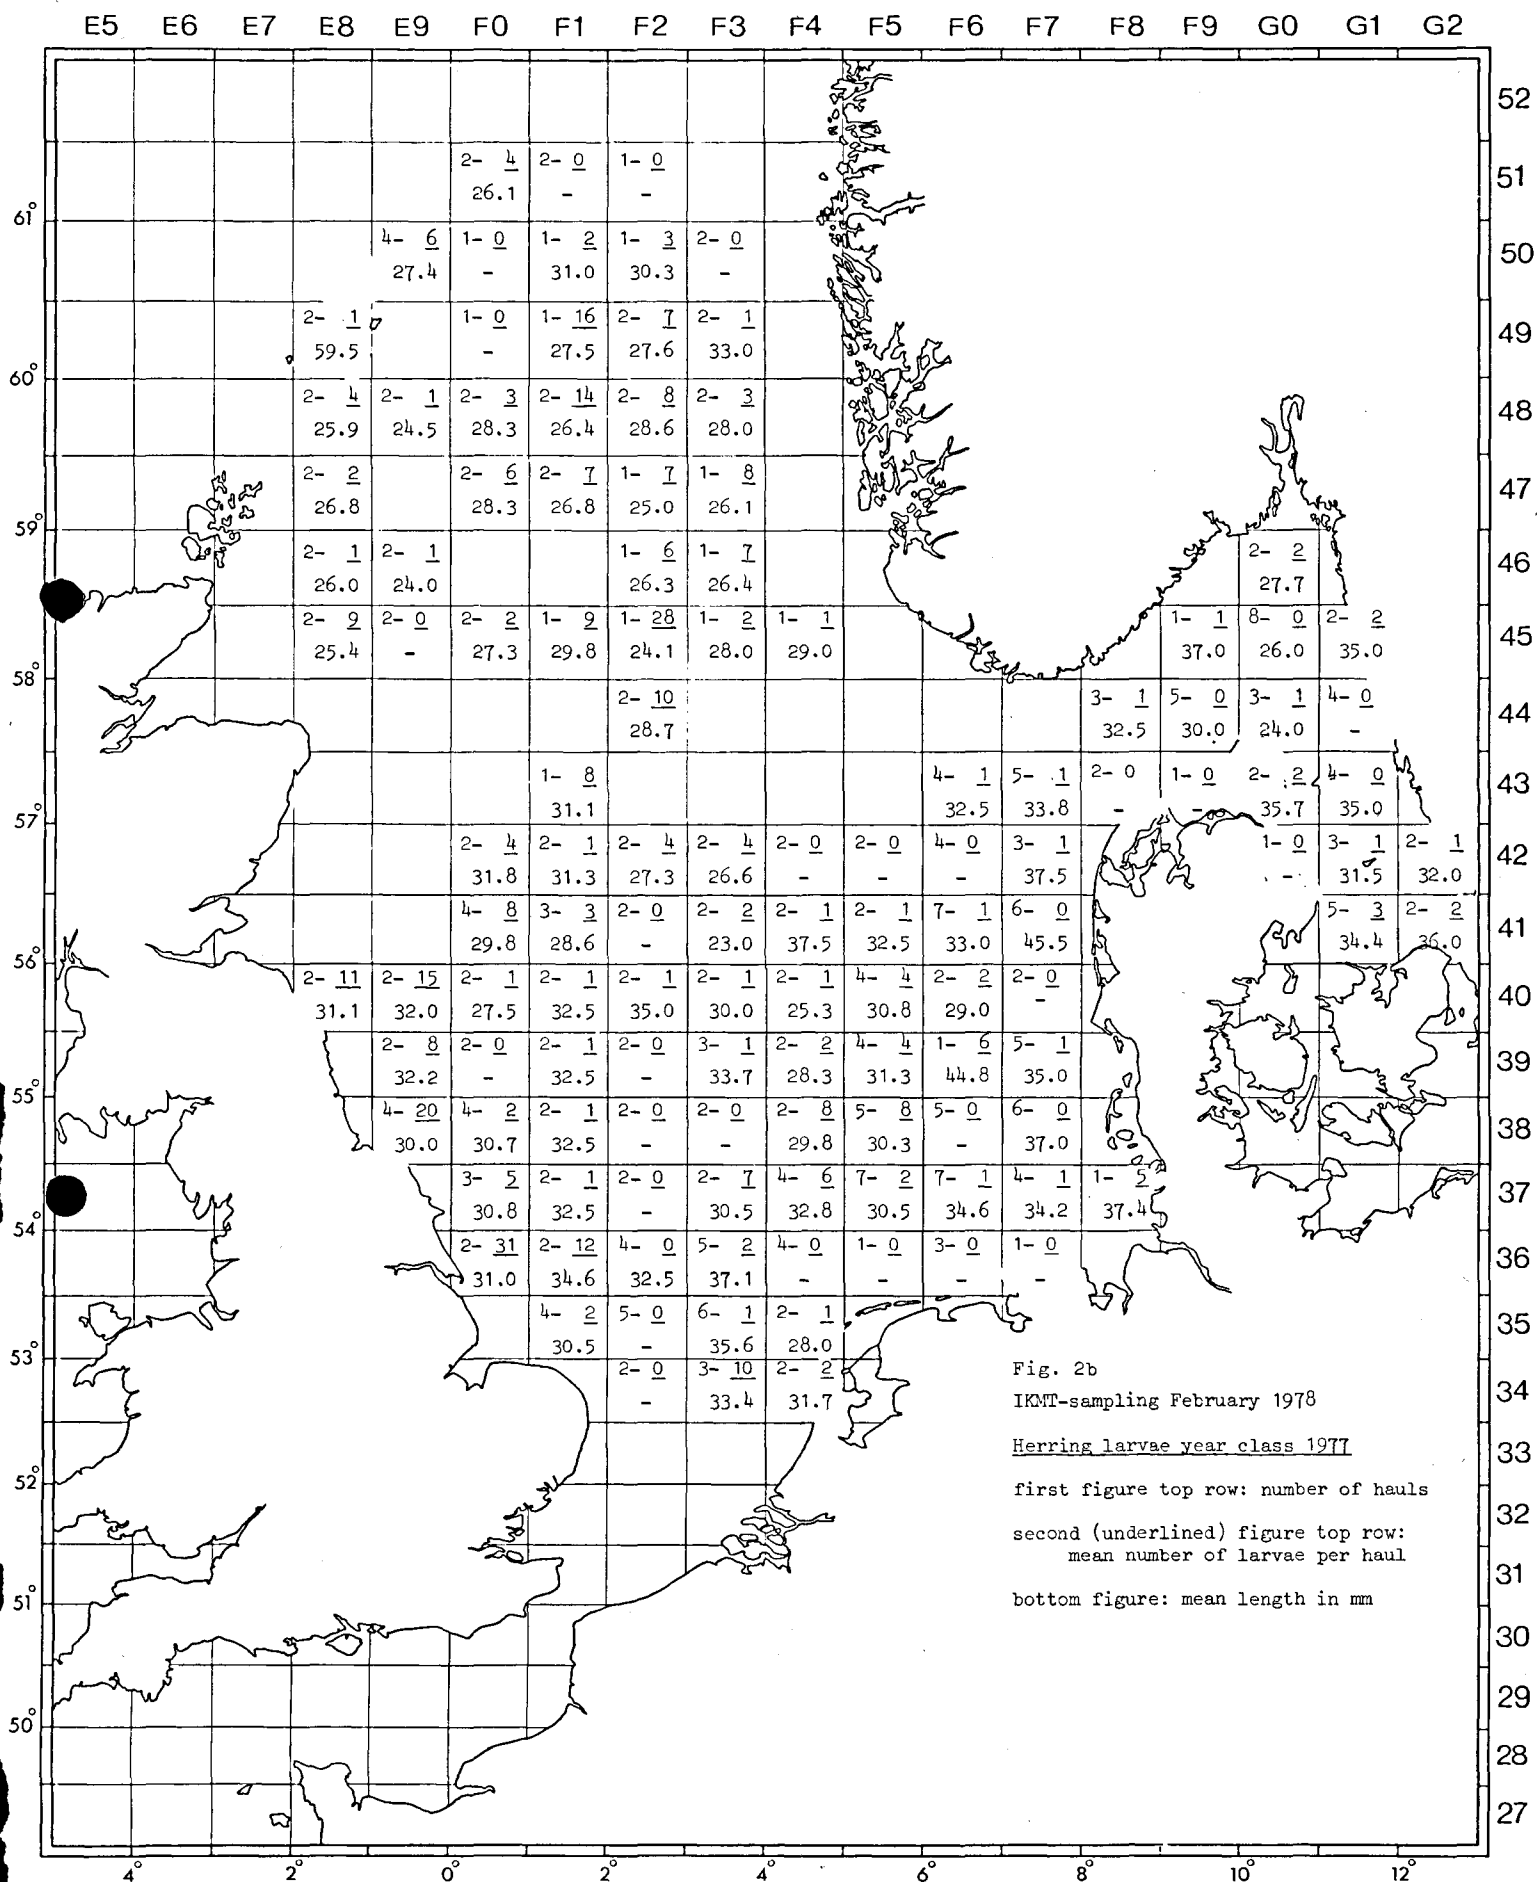 E5 E6 E7 E8 E9 F0 F1 F2 F3 F4 F5 F6 F7 F8 F9 G0 G1 G2
52
2- 4 2- 0 1- 0
26.1 - -
51
61°
4- 6 1- 0 1- 2 1- 3 2- 0
27.4 - 31.0 30.3 -
50
2- 1 1- 0 1- 16 2- 7 2- 1
59.5 - 27.5 27.6 33.0
49
60°
2- 4 2- 1 2- 3 2- 14 2- 8 2- 3
25.9 24.5 28.3 26.4 28.6 28.0
48
2- 2 2- 6 2- 7 1- 7 1- 8
26.8 28.3 26.8 25.0 26.1
47
59°
2- 1 2- 1 1- 6 1- 7 2- 2
26.0 24.0 26.3 26.4 27.7
46
2- 9 2- 0 2- 2 1- 9 1- 28 1- 2 1- 1 1- 1 8- 0 2- 2
25.4 - 27.3 29.8 24.1 28.0 29.0 37.0 26.0 35.0
45
58°
2- 10 3- 1 5- 0 3- 1 4- 0
28.7 32.5 30.0 24.0 -
44
1- 8 4- 1 5- 1 2- 0 1- 0 2- 2 4- 0
31.1 32.5 33.8 - - 35.7 35.0
43
57°
2- 4 2- 1 2- 4 2- 4 2- 0 2- 0 4- 0 3- 1 1- 0 3- 1 2- 1
31.8 31.3 27.3 26.6 - - - 37.5 - 31.5 32.0
42
4- 8 3- 3 2- 0 2- 2 2- 1 2- 1 7- 1 6- 0 5- 3 2- 2
29.8 28.6 - 23.0 37.5 32.5 33.0 45.5 34.4 36.0
41
56°
2- 11 2- 15 2- 1 2- 1 2- 1 2- 1 2- 1 4- 4 2- 2 2- 0
31.1 32.0 27.5 32.5 35.0 30.0 25.3 30.8 29.0 -
40
2- 8 2- 0 2- 1 2- 0 3- 1 2- 2 4- 4 1- 6 5- 1
32.2 - 32.5 - 33.7 28.3 31.3 44.8 35.0
39
55°
4- 20 4- 2 2- 1 2- 0 2- 0 2- 8 5- 8 5- 0 6- 0
30.0 30.7 32.5 - - 29.8 30.3 - 37.0
38
3- 5 2- 1 2- 0 2- 7 4- 6 7- 2 7- 1 4- 1 1- 5
30.8 32.5 - 30.5 32.8 30.5 34.6 34.2 37.4
37
54°
2- 31 2- 12 4- 0 5- 2 4- 0 1- 0 3- 0 1- 0
31.0 34.6 32.5 37.1 - - - -
36
4- 2 5- 0 6- 1 2- 1
30.5 - 35.6 28.0
35
53°
2- 0 3- 10 2- 2
- 33.4 31.7
34
Fig. 2b
IKMT-sampling February 1978
Herring larvae year class 1977
33
52°
first figure top row: number of hauls
32
second (underlined) figure top row:
mean number of larvae per haul
31
51°
bottom figure: mean length in mm
30
29
50°
28
27
4° 2° 0° 2° 4° 6° 8° 10° 12°